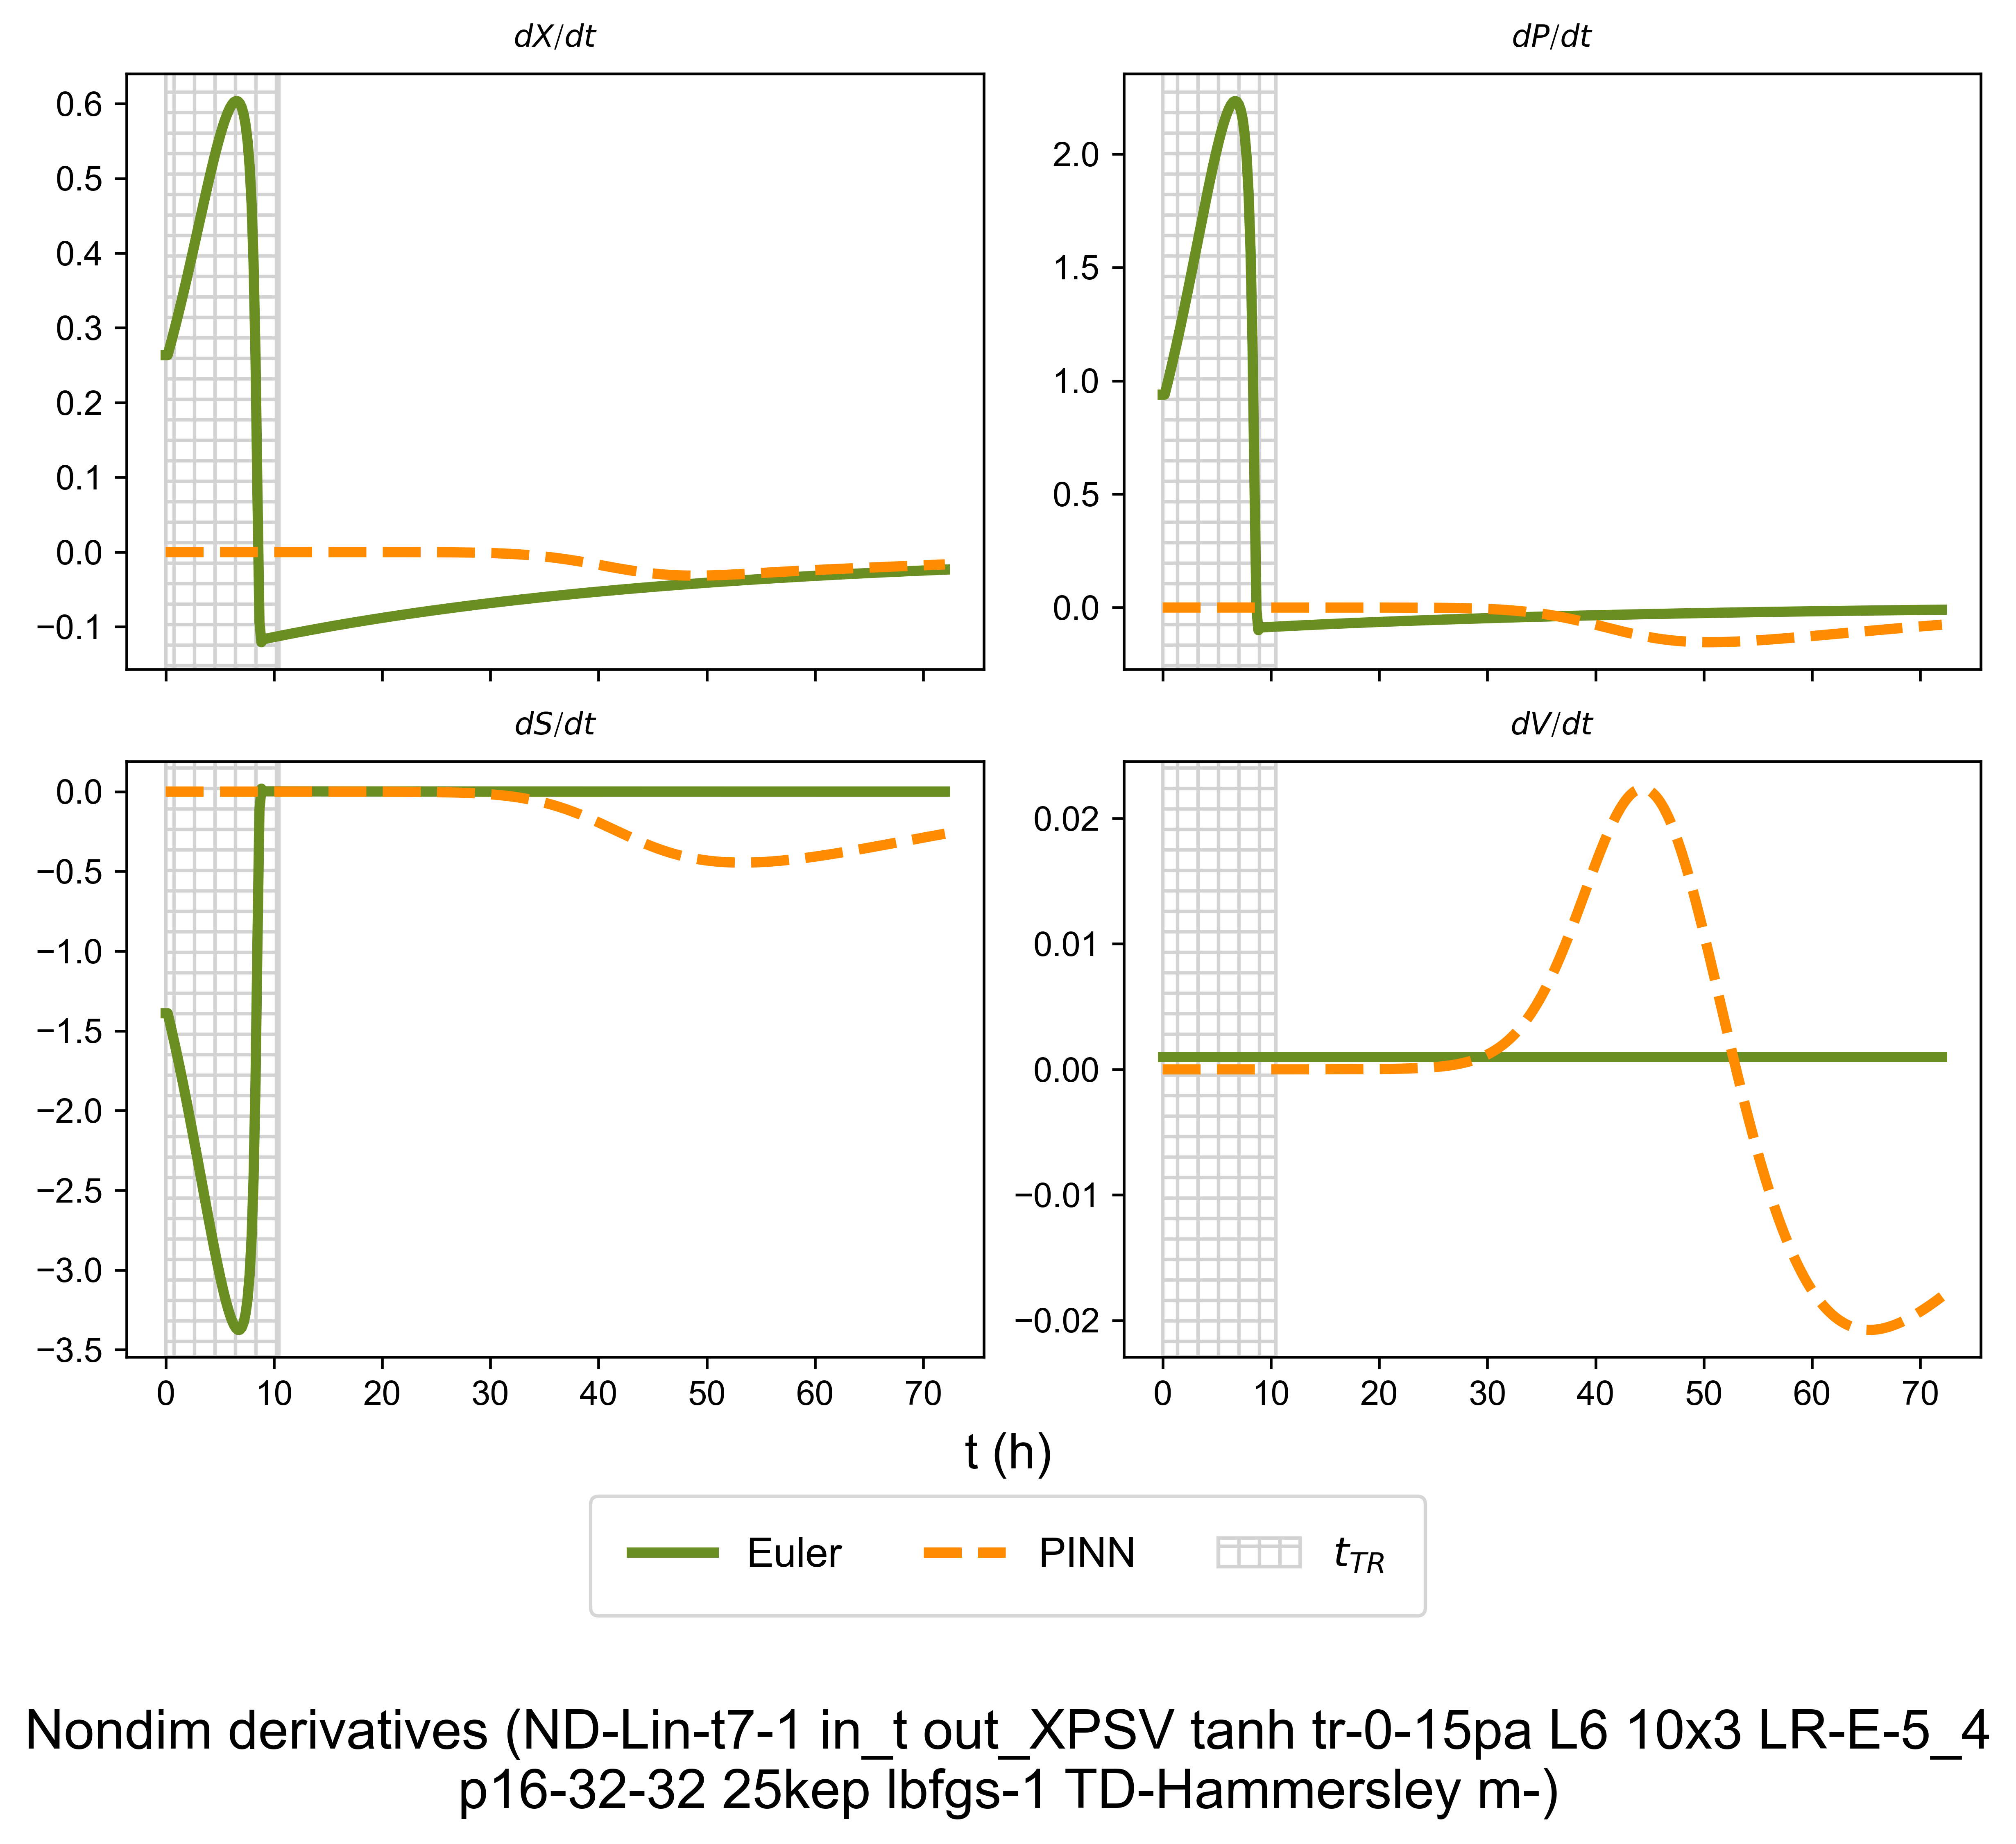 dX/dt
dP/dt
0.6
0.5
0.4
0.3
0.2
0.1
0.0
−0.1
2.0
1.5
1.0
0.5
0.0
dS/dt
dV/dt
0.0
−0.5
−1.0
−1.5
−2.0
−2.5
−3.0
−3.5
0.02
0.01
0.00
−0.01
−0.02
0 10 20 30 40 50 60 70
0 10 20 30 40 50 60 70
t (h)
Euler PINN t_TR
Nondim derivatives (ND-Lin-t7-1 in_t out_XPSV tanh tr-0-15pa L6 10x3 LR-E-5_4
p16-32-32 25kep lbfgs-1 TD-Hammersley m-)